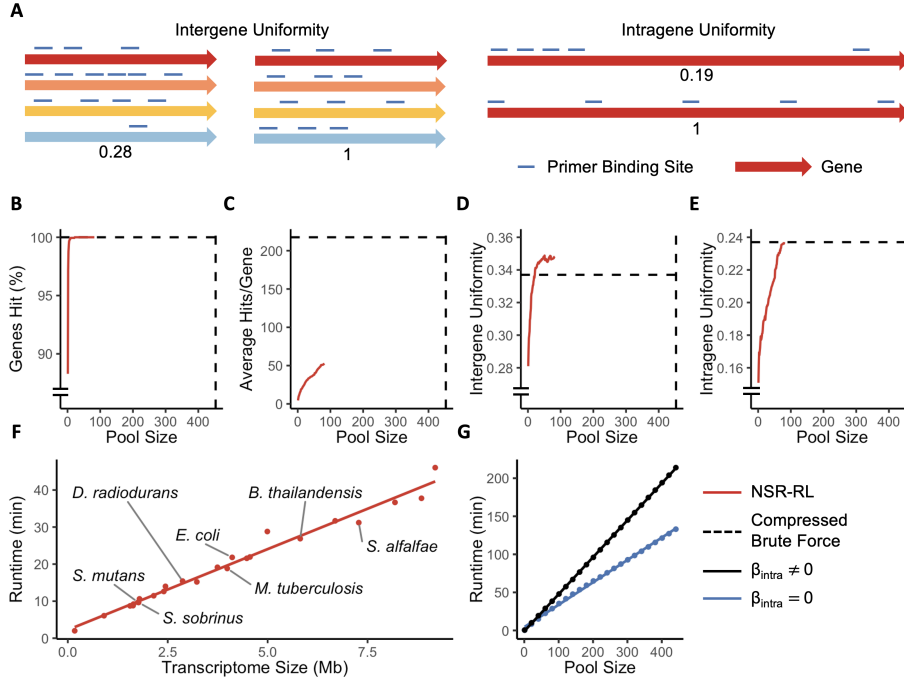 A
Intergene Uniformity
Intragene Uniformity
0.28
1
0.19
1
Primer Binding Site
Gene
B
Genes Hit (%)
100
95
90
0 100 200 300 400
Pool Size
C
Average Hits/Gene
200
150
100
50
0
0 100 200 300 400
Pool Size
D
Intergene Uniformity
0.36
0.34
0.32
0.30
0.28
0 100 200 300 400
Pool Size
E
Intragene Uniformity
0.24
0.22
0.20
0.18
0.16
0 100 200 300 400
Pool Size
F
Runtime (min)
40
30
20
10
0
D. radiodurans
B. thailandensis
E. coli
S. alfalfae
S. mutans
M. tuberculosis
S. sobrinus
0.0 2.5 5.0 7.5
Transcriptome Size (Mb)
G
Runtime (min)
200
150
100
50
0
0 100 200 300 400
Pool Size
NSR-RL
Compressed
Brute Force
βintra ≠ 0
βintra = 0